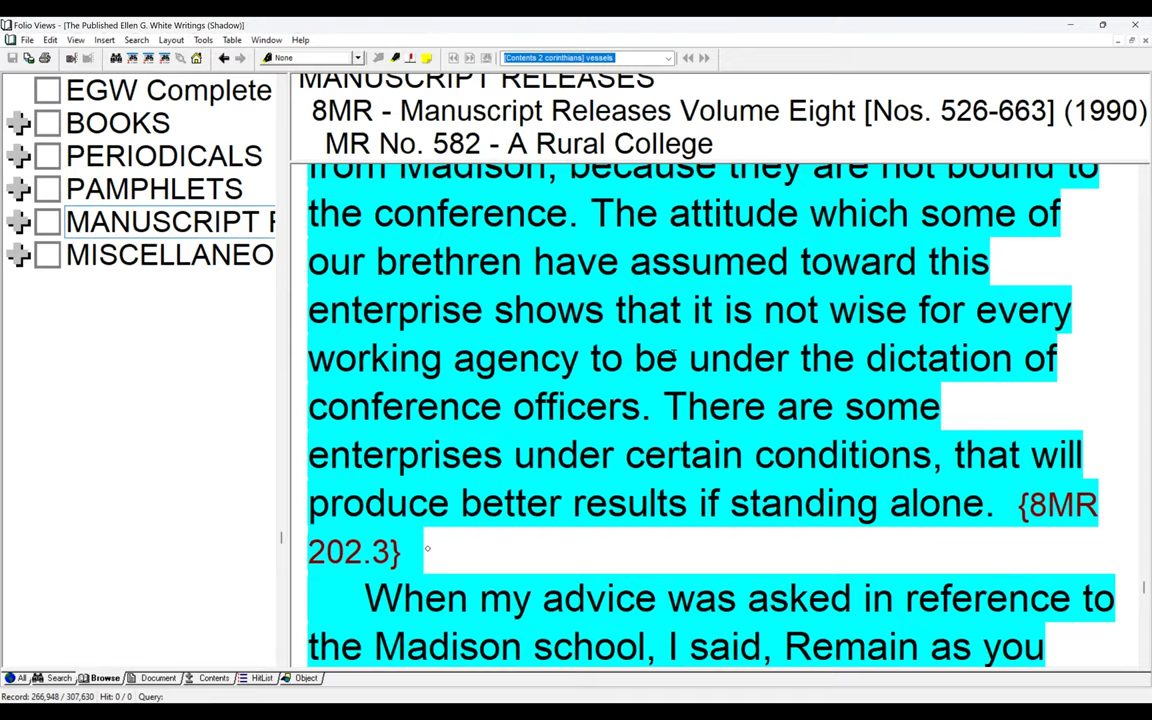 Folio Views - [The Published Ellen G. White Writings (Shadow)]
File Edit View Insert Search Layout Tools Table Window Help
None
[Contents 2 corinthians] vessels
EGW Complete
BOOKS
PERIODICALS
PAMPHLETS
MANUSCRIPT
MISCELLANEO
MANUSCRIPT RELEASES
8MR - Manuscript Releases Volume Eight [Nos. 526-663] (1990)
MR No. 582 - A Rural College
from Madison, because they are not bound to
the conference. The attitude which some of
our brethren have assumed toward this
enterprise shows that it is not wise for every
working agency to be under the dictation of
conference officers. There are some
enterprises under certain conditions, that will
produce better results if standing alone. {8MR
202.3}
When my advice was asked in reference to
the Madison school, I said, Remain as you
All Search Browse Document Contents HitList Object
Record: 266,948 / 307,630 Hit: 0 / 0 Query: